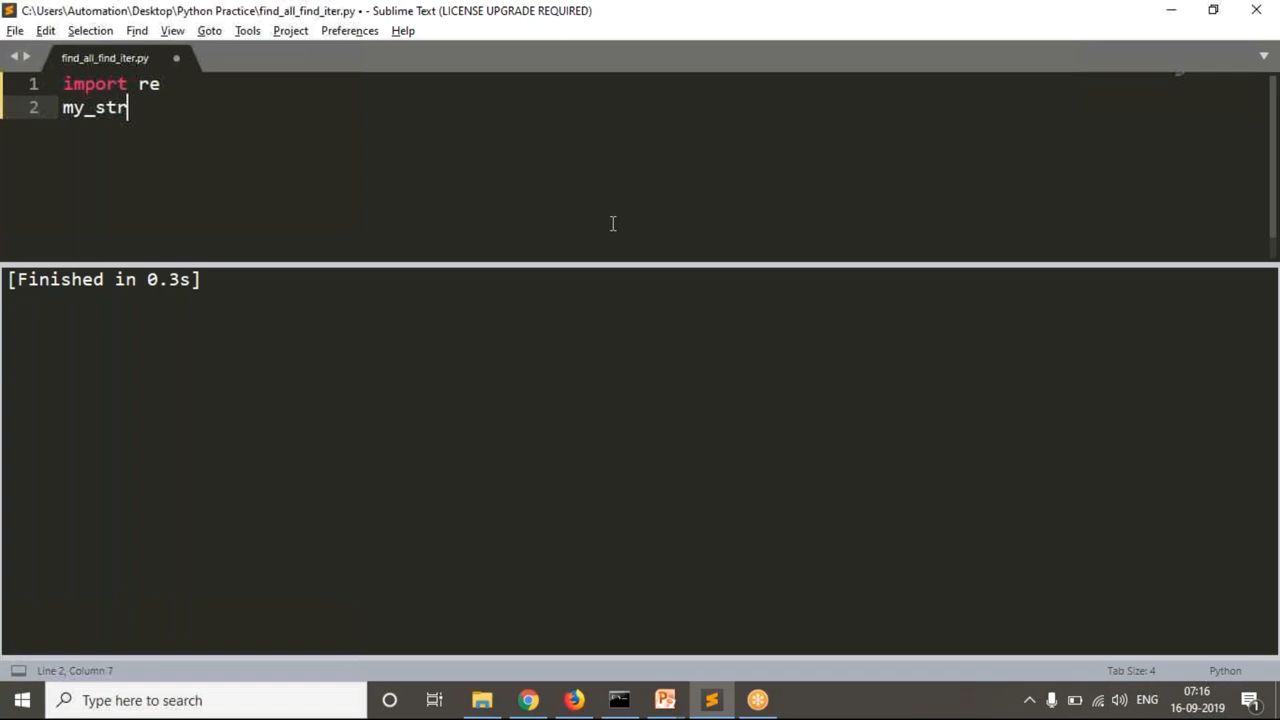 C:\Users\Automation\Desktop\Python Practice\find_all_find_iter.py • - Sublime Text (LICENSE UPGRADE REQUIRED)
File Edit Selection Find View Goto Tools Project Preferences Help
find_all_find_iter.py
1 import re
2 my_str
[Finished in 0.3s]
Line 2, Column 7 Tab Size: 4 Python
Type here to search ENG 07:16
16-09-2019
1